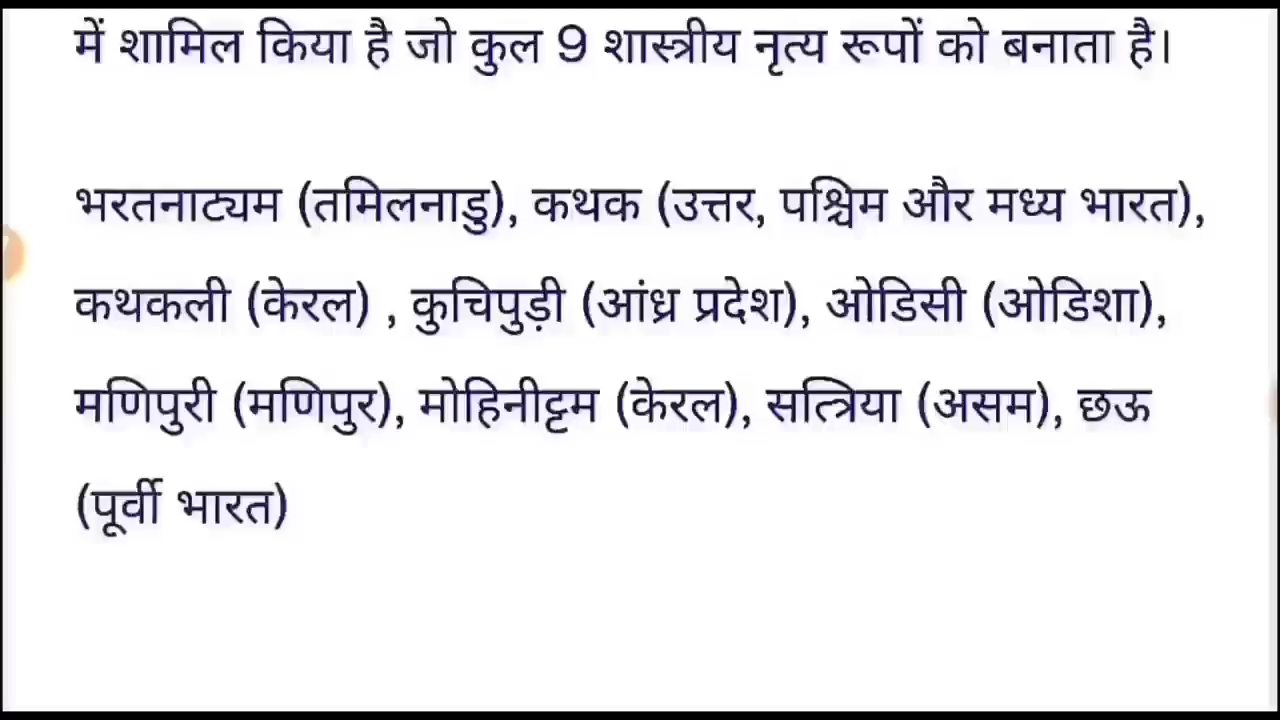 में शामिल किया है जो कुल 9 शास्त्रीय नृत्य रूपों को बनाता है।
भरतनाट्यम (तमिलनाडु), कथक (उत्तर, पश्चिम और मध्य भारत),
कथकली (केरल) , कुचिपुड़ी (आंध्र प्रदेश), ओडिसी (ओडिशा),
मणिपुरी (मणिपुर), मोहिनीट्टम (केरल), सत्त्रिया (असम), छऊ
(पूर्वी भारत)